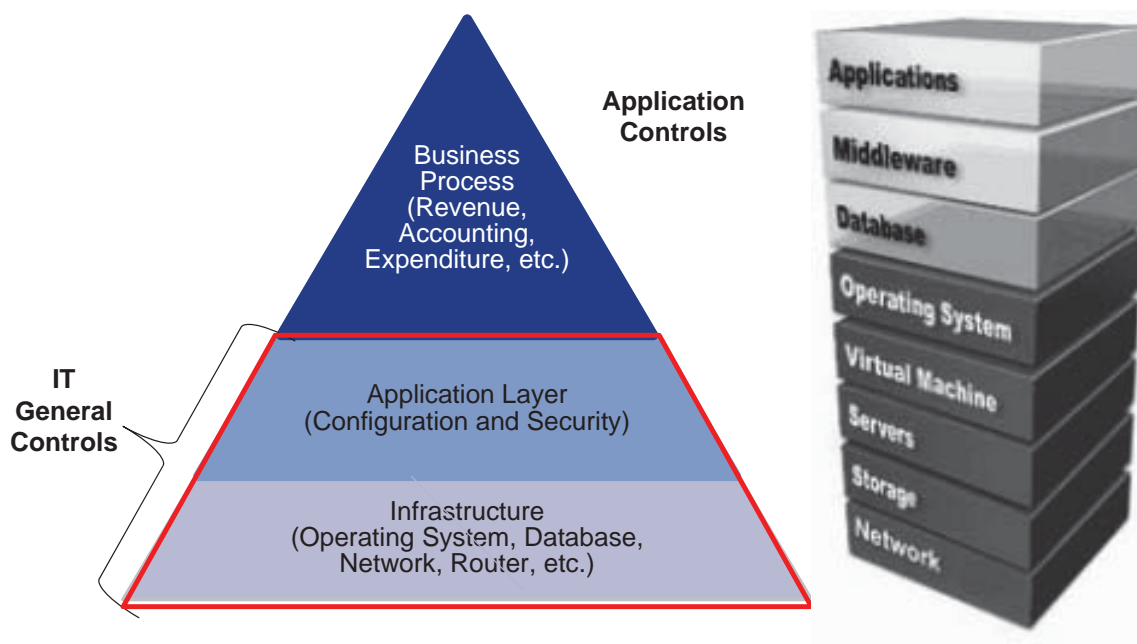 Application
Controls
Business
Process
(Revenue,
Accounting,
Expenditure, etc.)
IT
General
Controls
Application Layer
(Configuration and Security)
Infrastructure
(Operating System, Database,
Network, Router, etc.)
Applications
Middleware
Database
Operating System
Virtual Machine
Servers
Storage
Network